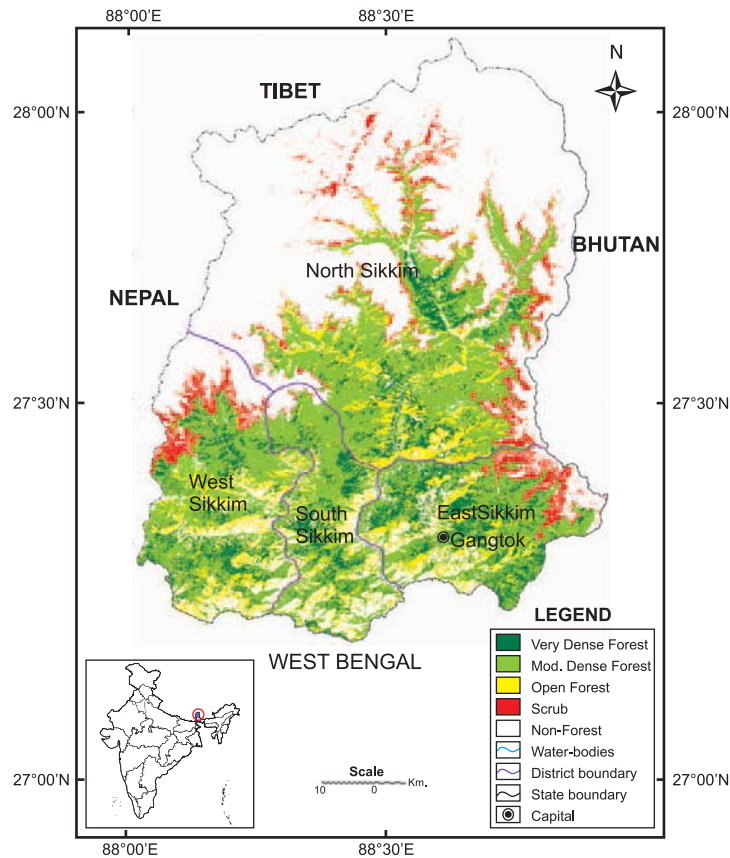 88°00'E
88°30'E
N
TIBET
28°00'N
28°00'N
BHUTAN
North Sikkim
NEPAL
27°30'N
27°30'N
West
Sikkim
South
Sikkim
EastSikkim
Gangtok
LEGEND
Very Dense Forest
Mod. Dense Forest
Open Forest
Scrub
Non-Forest
Water-bodies
District boundary
State boundary
Capital
WEST BENGAL
Scale
10 0 Km.
27°00'N
27°00'N
88°00'E
88°30'E